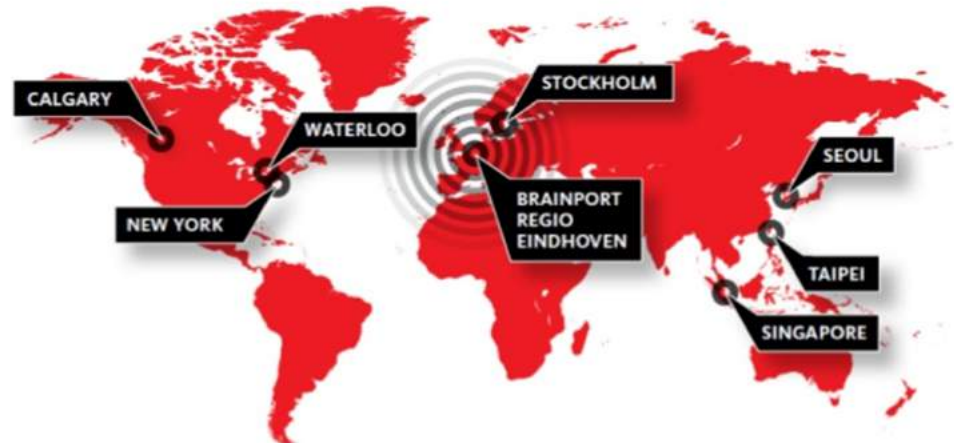 STOCKHOLM
CALGARY
WATERLOO
SEOUL
BRAINPORT
REGIO
EINDHOVEN
NEW YORK
TAIPEI
SINGAPORE